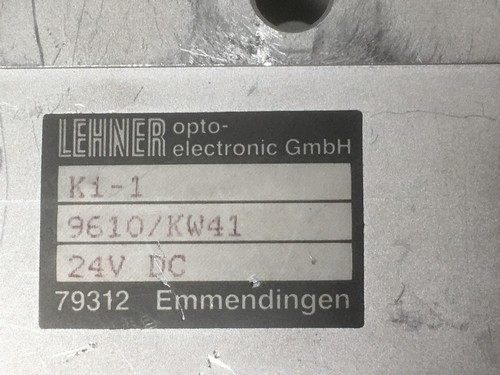 LEHNER opto-
electronic GmbH
Ki-1
9610/KW41
24V DC
79312 Emmendingen